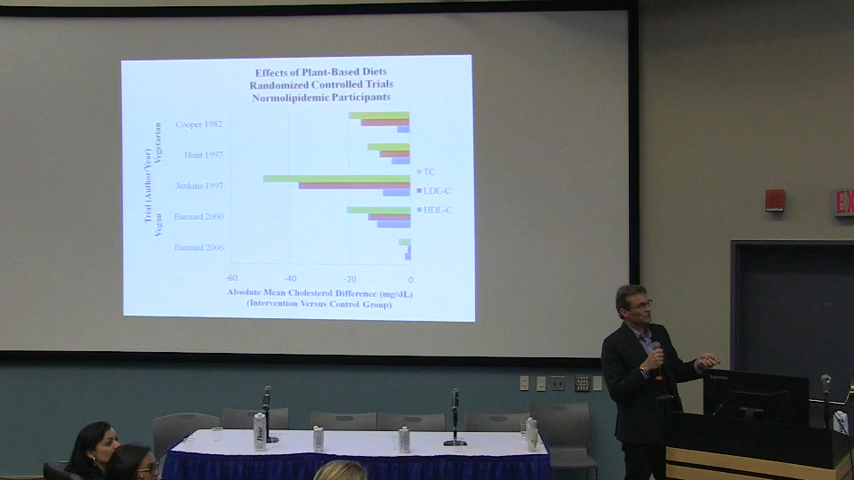 Effects of Plant-Based Diets
Randomized Controlled Trials
Normolipidemic Participants
Trial (Author/Year)
Vegetarian
Vegan
Cooper 1982
Hunt 1997
Jenkins 1997
Barnard 2000
Barnard 2006
TC
LDL-C
HDL-C
-60 -40 -20 0
Absolute Mean Cholesterol Difference (mg/dL)
(Intervention Versus Control Group)